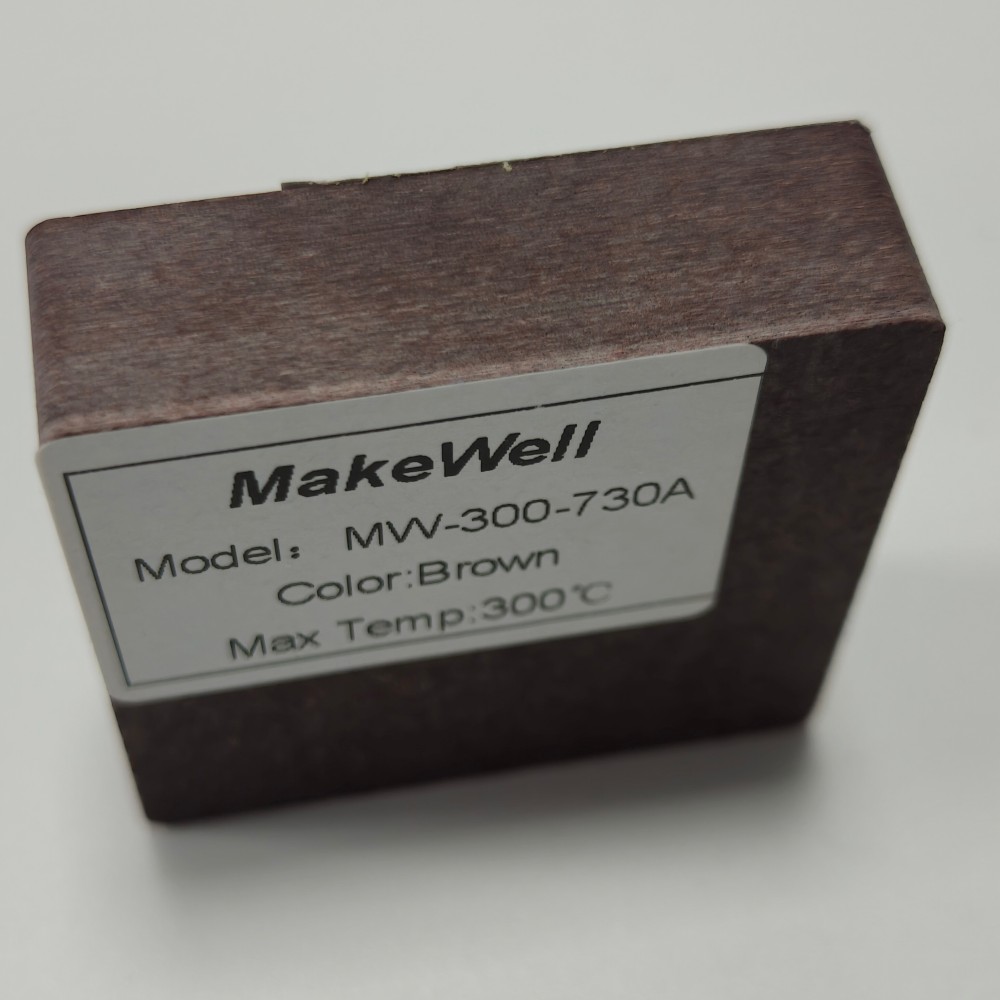 MakeWell
Model： MW-300-730A
Color:Brown
Max Temp:300℃